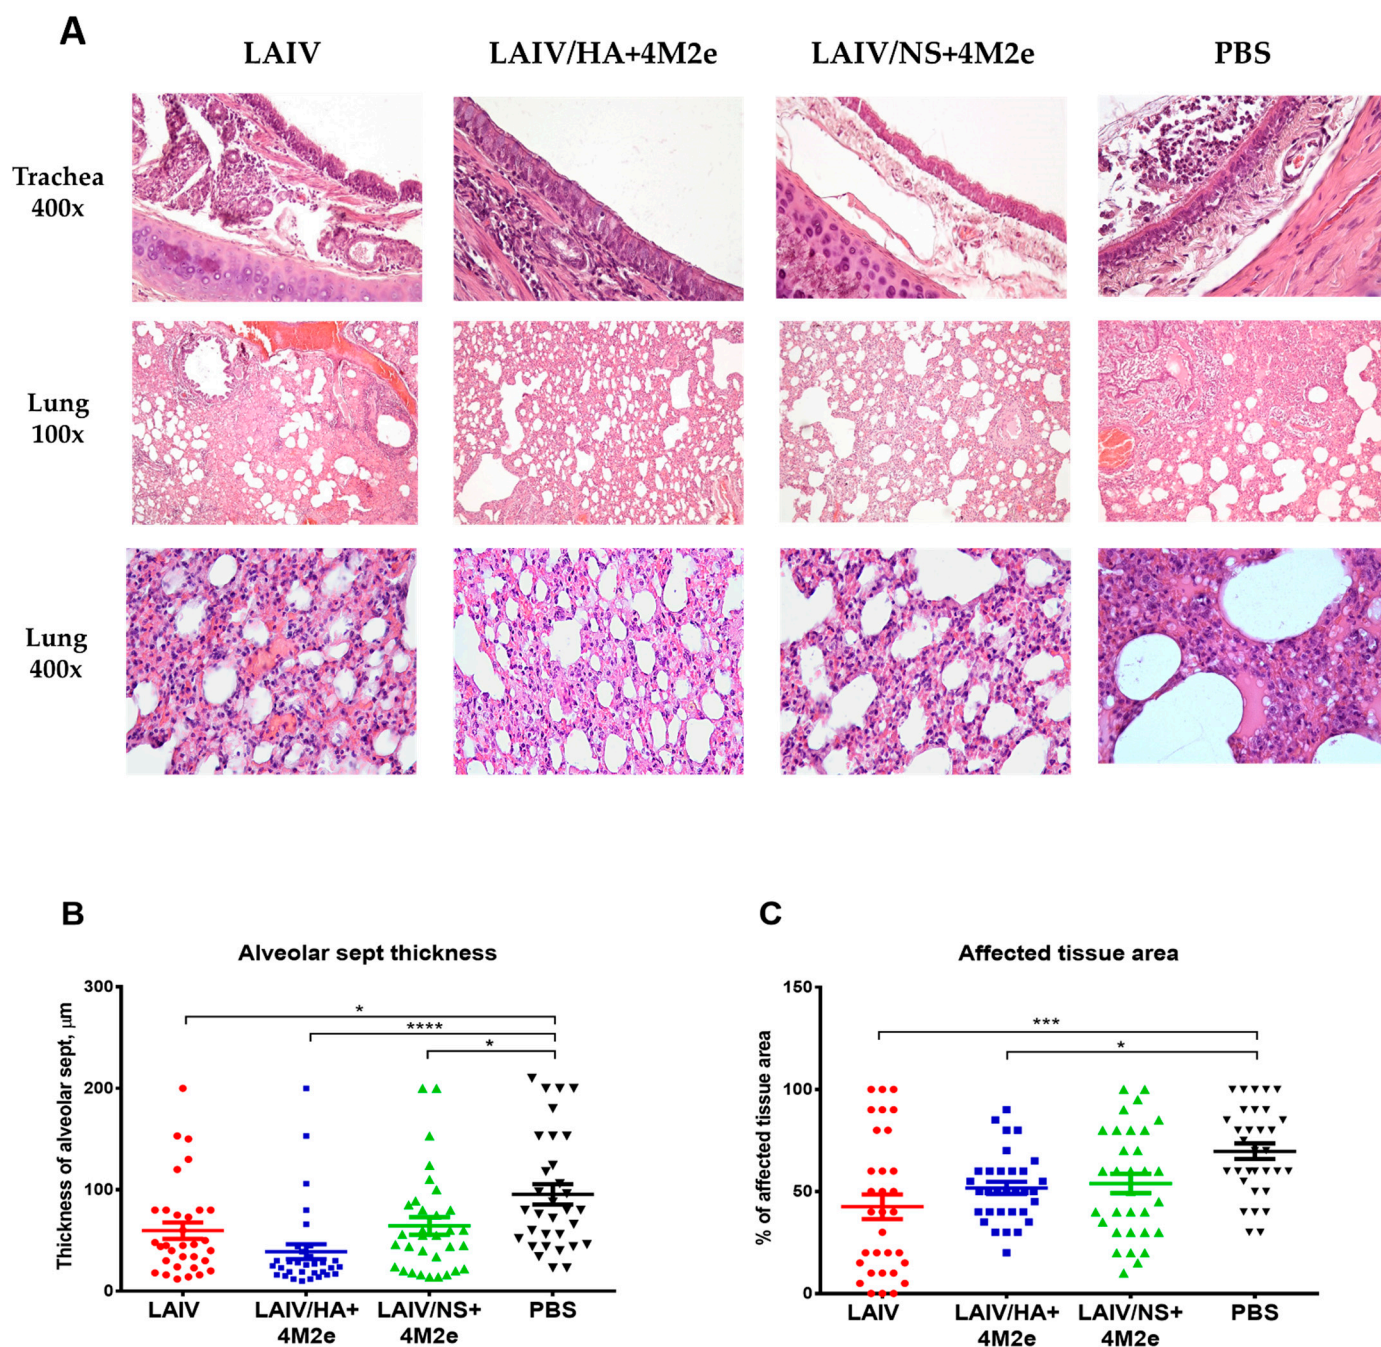 A
LAIV
LAIV/HA+4M2e
LAIV/NS+4M2e
PBS
Trachea
400x
Lung
100x
Lung
400x
B
Alveolar sept thickness
Thickness of alveolar sept, μm
300
200
100
0
*
****
*
LAIV
LAIV/HA+
4M2e
LAIV/NS+
4M2e
PBS
C
Affected tissue area
% of affected tissue area
150
100
50
0
***
*
LAIV
LAIV/HA+
4M2e
LAIV/NS+
4M2e
PBS